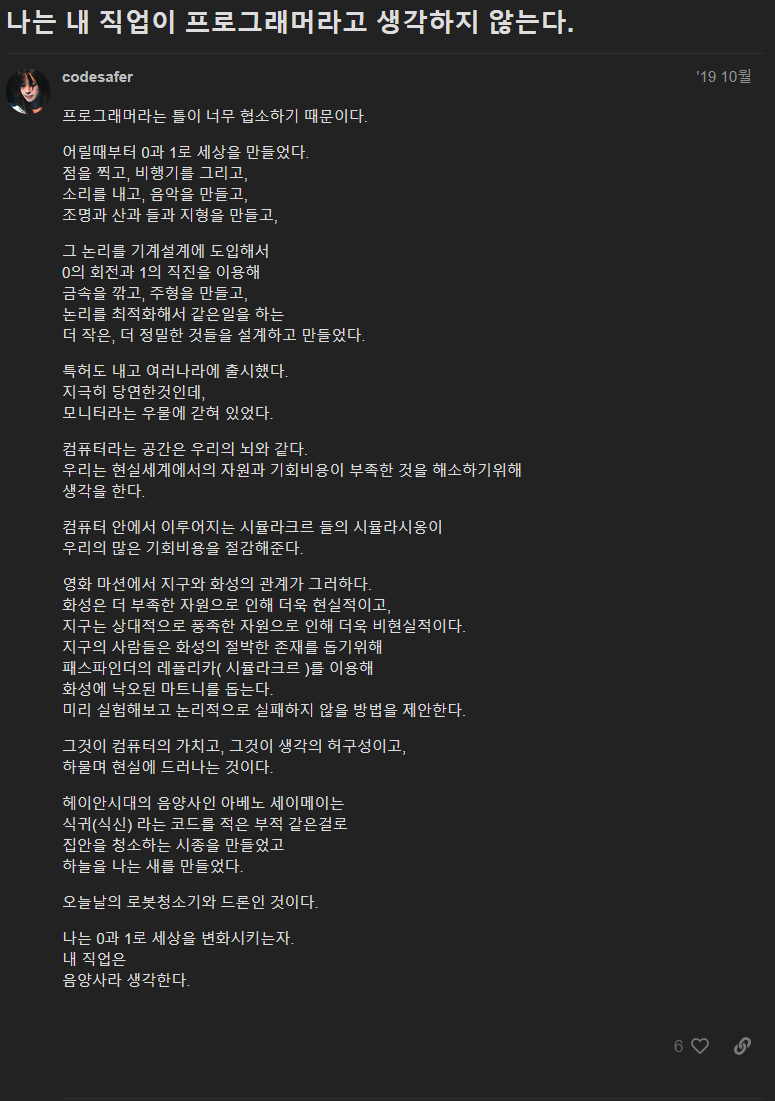 나는 내 직업이 프로그래머라고 생각하지 않는다.
codesafer
'19 10월
프로그래머라는 틀이 너무 협소하기 때문이다.
어릴때부터 0과 1로 세상을 만들었다.
점을 찍고, 비행기를 그리고,
소리를 내고, 음악을 만들고,
조명과 산과 들과 지형을 만들고,
그 논리를 기계설계에 도입해서
0의 회전과 1의 직진을 이용해
금속을 깎고, 주형을 만들고,
논리를 최적화해서 같은일을 하는
더 작은, 더 정밀한 것들을 설계하고 만들었다.
특허도 내고 여러나라에 출시했다.
지극히 당연한것인데,
모니터라는 우물에 갇혀 있었다.
컴퓨터라는 공간은 우리의 뇌와 같다.
우리는 현실세계에서의 자원과 기회비용이 부족한 것을 해소하기위해
생각을 한다.
컴퓨터 안에서 이루어지는 시뮬라크르 들의 시뮬라시옹이
우리의 많은 기회비용을 절감해준다.
영화 마션에서 지구와 화성의 관계가 그러하다.
화성은 더 부족한 자원으로 인해 더욱 현실적이고,
지구는 상대적으로 풍족한 자원으로 인해 더욱 비현실적이다.
지구의 사람들은 화성의 절박한 존재를 돕기위해
패스파인더의 레플리카( 시뮬라크르 )를 이용해
화성에 낙오된 마트니를 돕는다.
미리 실험해보고 논리적으로 실패하지 않을 방법을 제안한다.
그것이 컴퓨터의 가치고, 그것이 생각의 허구성이고,
하물며 현실에 드러나는 것이다.
헤이안시대의 음양사인 아베노 세이메이는
식귀(식신) 라는 코드를 적은 부적 같은걸로
집안을 청소하는 시종을 만들었고
하늘을 나는 새를 만들었다.
오늘날의 로봇청소기와 드론인 것이다.
나는 0과 1로 세상을 변화시키는자.
내 직업은
음양사라 생각한다.
6